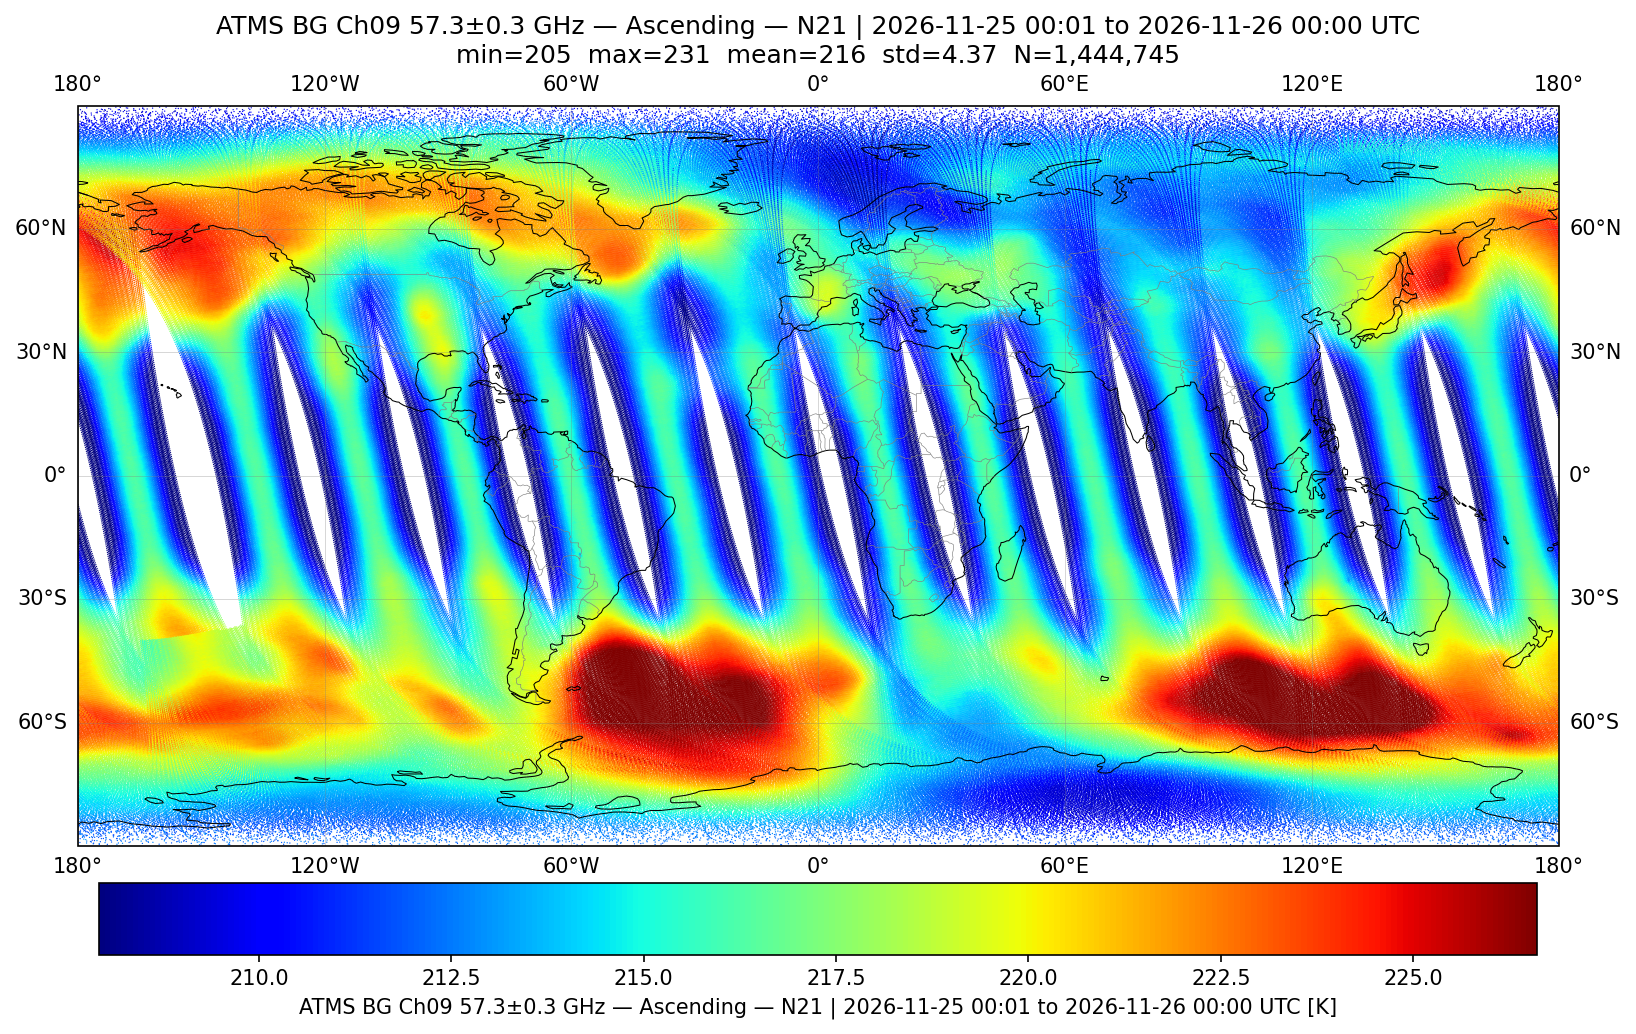 ATMS BG Ch09 57.3±0.3 GHz — Ascending — N21 | 2026-11-25 00:01 to 2026-11-26 00:00 UTC
min=205 max=231 mean=216 std=4.37 N=1,444,745
180° 120°W 60°W 0° 60°E 120°E 180°
60°N 60°N
30°N 30°N
0° 0°
30°S 30°S
60°S 60°S
180° 120°W 60°W 0° 60°E 120°E 180°
210.0 212.5 215.0 217.5 220.0 222.5 225.0
ATMS BG Ch09 57.3±0.3 GHz — Ascending — N21 | 2026-11-25 00:01 to 2026-11-26 00:00 UTC [K]